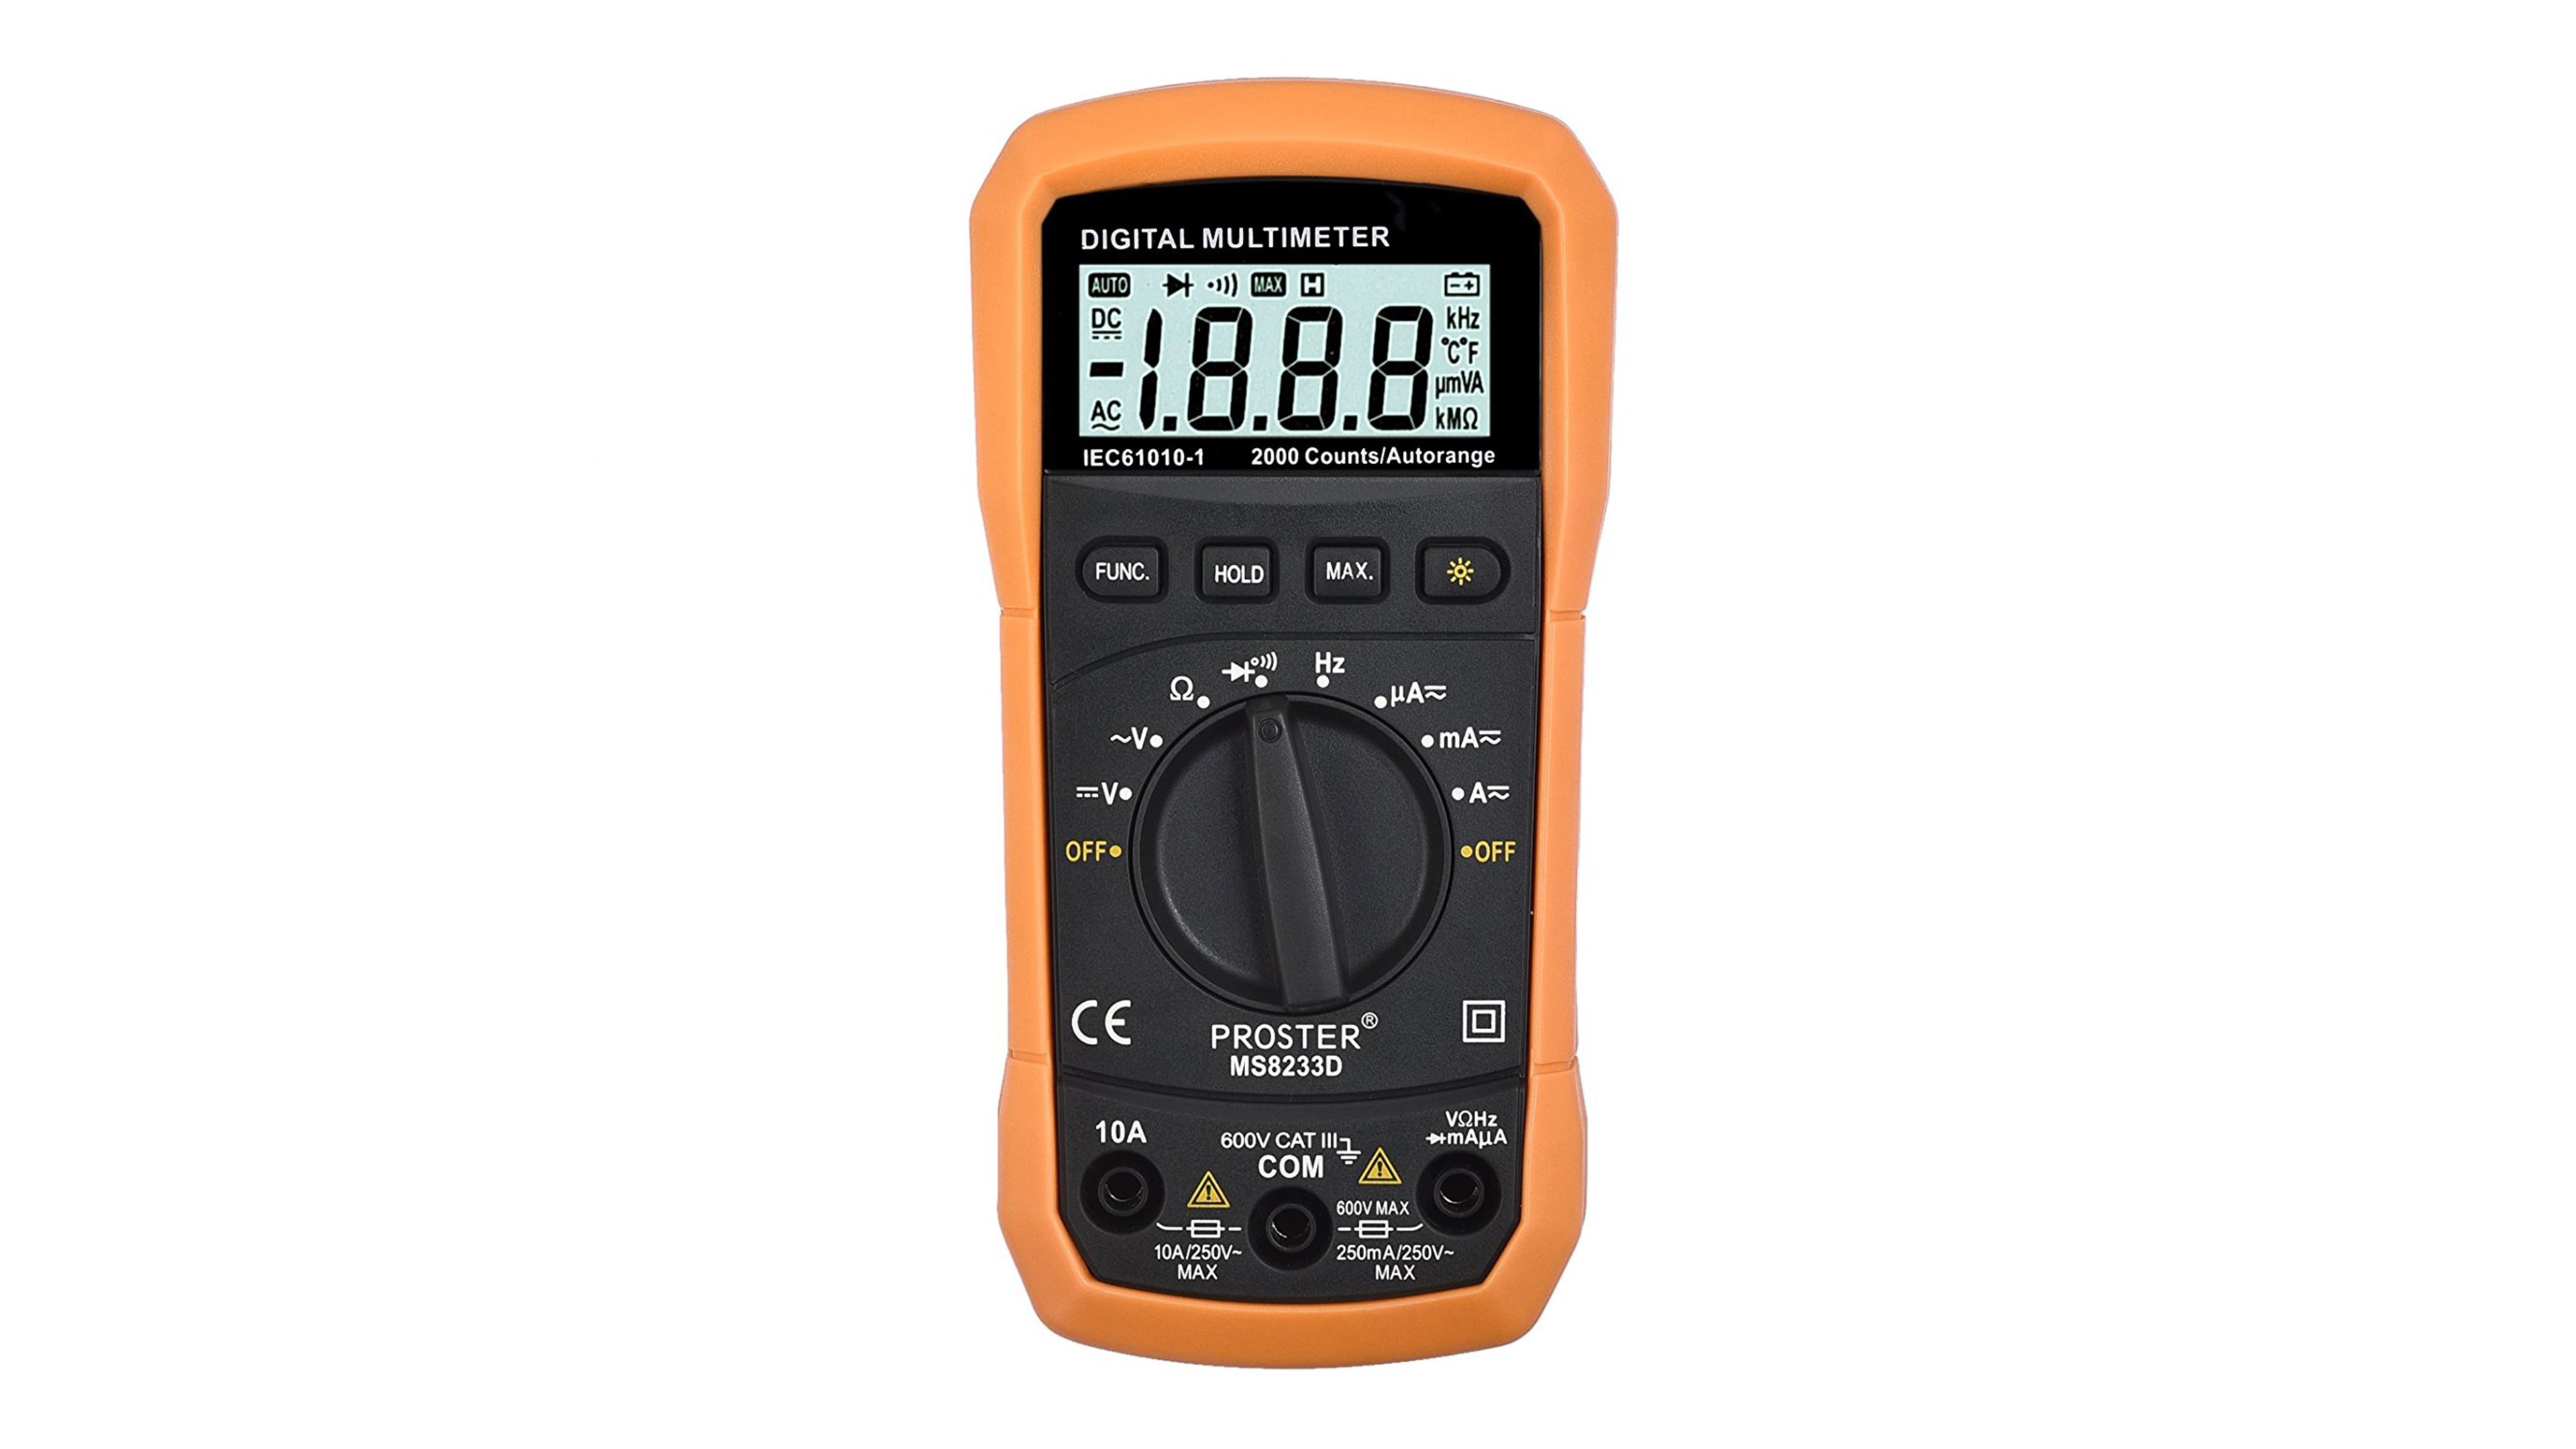 DIGITAL MULTIMETER
AUTO MAX H
DC kHz
-1.8.8.8 °C°F
µmVA
AC kMΩ
IEC61010-1 2000 Counts/Autorange
FUNC. HOLD MAX.
Hz
Ω µA
~V mA
V A
OFF OFF
CE
PROSTER®
MS8233D
10A
600V CAT III
COM
VΩHz
mAµA
600V MAX
10A/250V~
MAX
250mA/250V~
MAX